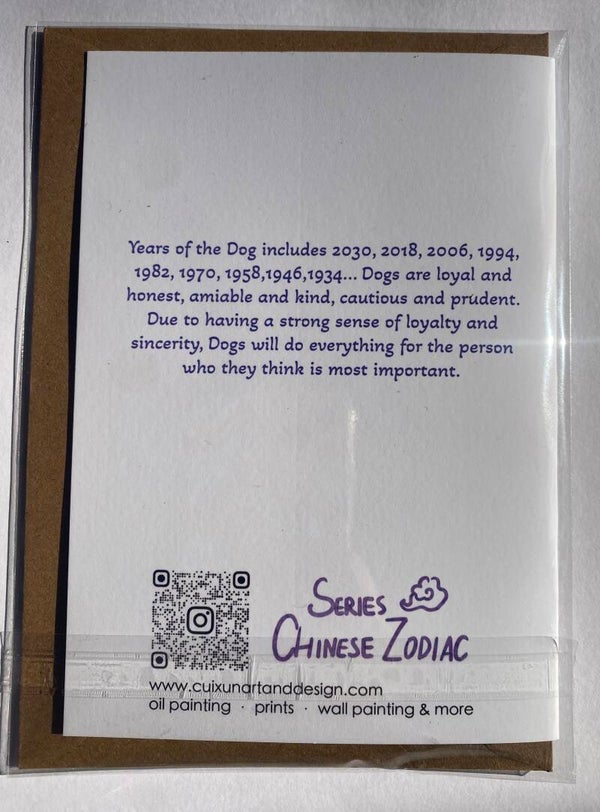 Years of the Dog includes 2030, 2018, 2006, 1994,
1982, 1970, 1958,1946,1934... Dogs are loyal and
honest, amiable and kind, cautious and prudent.
Due to having a strong sense of loyalty and
sincerity, Dogs will do everything for the person
who they think is most important.
SERIES
CHINESE ZODIAC
www.cuixunartanddesign.com
oil painting · prints · wall painting & more